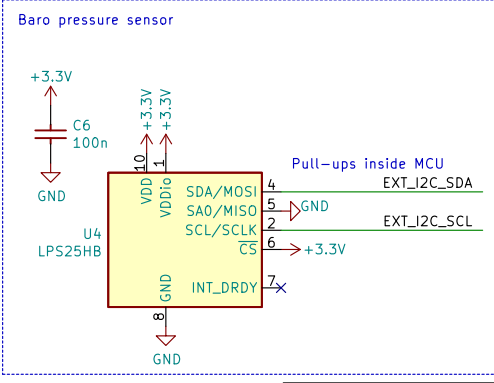 Baro pressure sensor
+3.3V
C6
100n
GND
+3.3V
+3.3V
10
1
VDD
VDDio
Pull-ups inside MCU
SDA/MOSI
4
EXT_I2C_SDA
SA0/MISO
5
GND
SCL/SCLK
2
EXT_I2C_SCL
CS
6
+3.3V
U4
LPS25HB
GND
INT_DRDY
7
8
GND